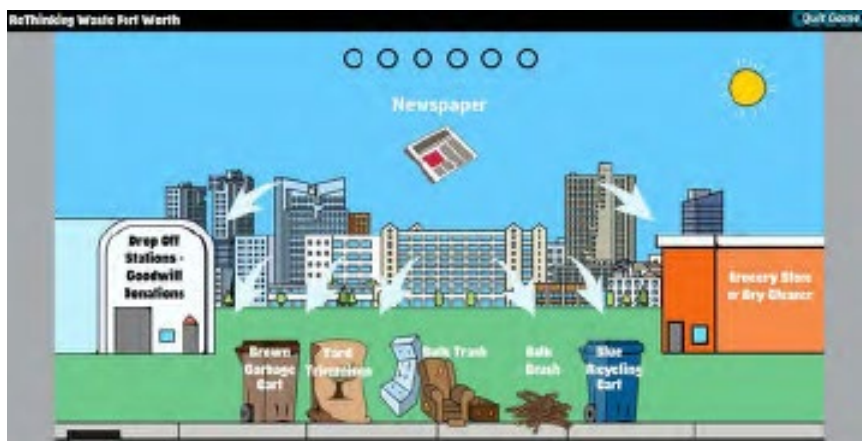 ReThinking Waste Fort Worth
Quit Game
Newspaper
Drop Off
Stations -
Goodwill
Donations
Grocery Store
or Dry Cleaner
Brown
Garbage
Cart
Yard
Trimmings
Bulk Trash
Bulk
Brush
Blue
Recycling
Cart